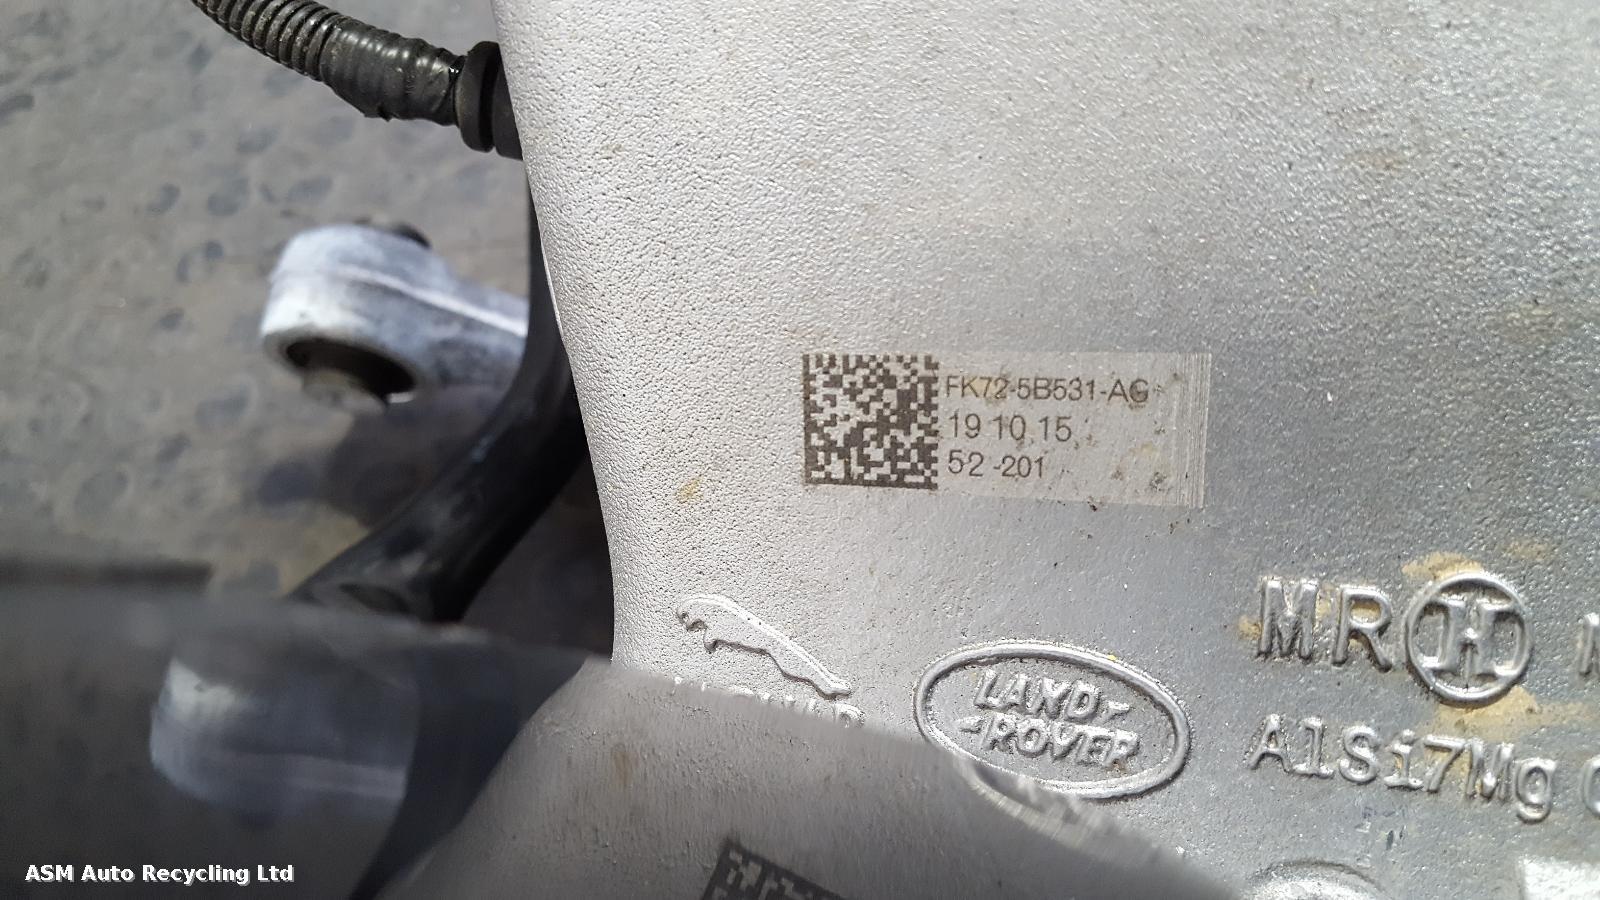 FK72-5B531-AG
19 10 15
52 -201
MR H
LAND-
-ROVER
AlSi7Mg
ASM Auto Recycling Ltd